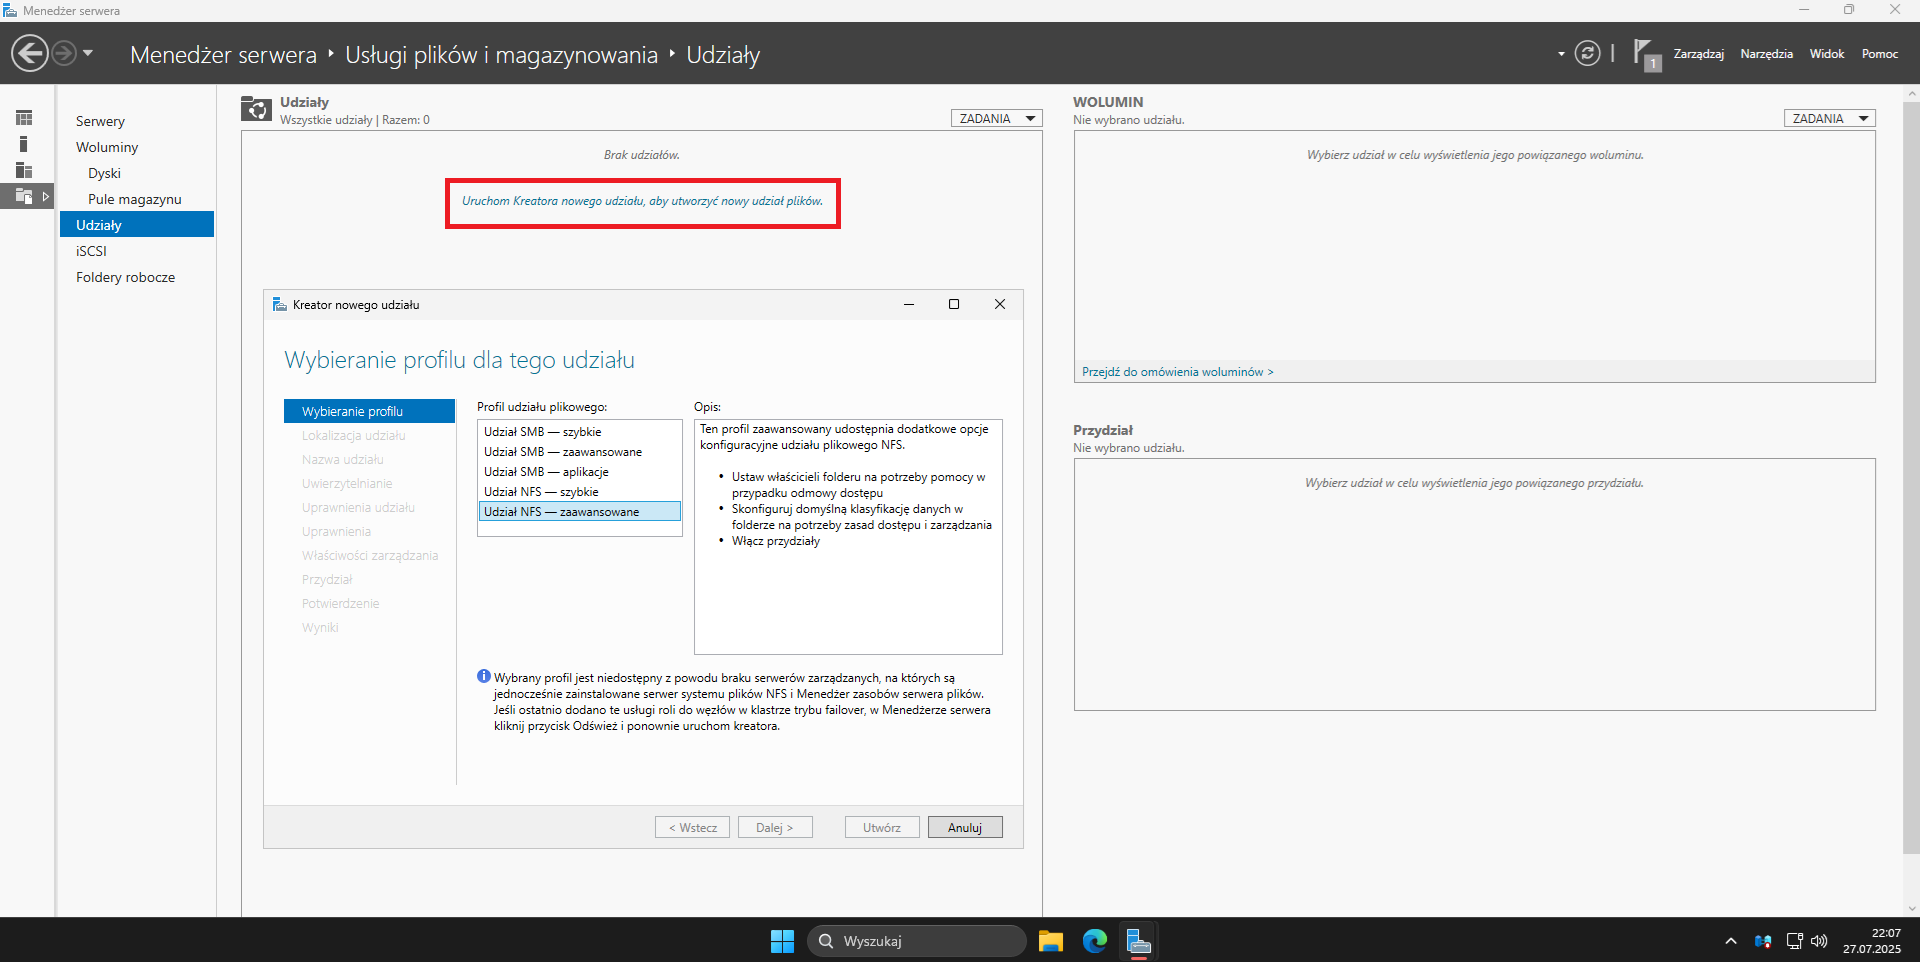 Menedżer serwera
Menedżer serwera ‣ Usługi plików i magazynowania ‣ Udziały
1
Zarządzaj
Narzędzia
Widok
Pomoc
Serwery
Woluminy
Dyski
Pule magazynu
Udziały
iSCSI
Foldery robocze
Udziały
Wszystkie udziały | Razem: 0
ZADANIA
Brak udziałów.
Uruchom Kreatora nowego udziału, aby utworzyć nowy udział plików.
WOLUMIN
Nie wybrano udziału.
ZADANIA
Wybierz udział w celu wyświetlenia jego powiązanego woluminu.
Przejdź do omówienia woluminów >
Przydział
Nie wybrano udziału.
Wybierz udział w celu wyświetlenia jego powiązanego przydziału.
Kreator nowego udziału
Wybieranie profilu dla tego udziału
Wybieranie profilu
Lokalizacja udziału
Nazwa udziału
Uwierzytelnianie
Uprawnienia udziału
Uprawnienia
Właściwości zarządzania
Przydział
Potwierdzenie
Wyniki
Profil udziału plikowego:
Udział SMB — szybkie
Udział SMB — zaawansowane
Udział SMB — aplikacje
Udział NFS — szybkie
Udział NFS — zaawansowane
Opis:
Ten profil zaawansowany udostępnia dodatkowe opcje
konfiguracyjne udziału plikowego NFS.
• Ustaw właścicieli folderu na potrzeby pomocy w
przypadku odmowy dostępu
• Skonfiguruj domyślną klasyfikację danych w
folderze na potrzeby zasad dostępu i zarządzania
• Włącz przydziały
Wybrany profil jest niedostępny z powodu braku serwerów zarządzanych, na których są
jednocześnie zainstalowane serwer systemu plików NFS i Menedżer zasobów serwera plików.
Jeśli ostatnio dodano te usługi roli do węzłów w klastrze trybu failover, w Menedżerze serwera
kliknij przycisk Odśwież i ponownie uruchom kreatora.
< Wstecz
Dalej >
Utwórz
Anuluj
Wyszukaj
22:07
27.07.2025